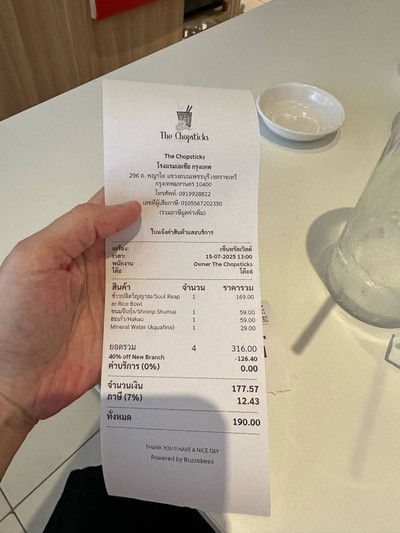 The Chopsticks
The Chopsticks
โรงแรมเอเชีย กรุงเทพ
296 ถ. พญาไท แขวงถนนเพชรบุรี เขตราชเทวี
กรุงเทพมหานคร 10400
โทรศัพท์: 0919928822
เลขที่ผู้เสียภาษี: 0105567202350
(รวมภาษีมูลค่าเพิ่ม)
ใบแจ้งค่าสินค้าและบริการ
เครื่อง: เซ็นทรัลเวิลด์
เวลา: 15-07-2025 13:00
พนักงาน Owner The Chopsticks
โต๊ะ โต๊ะ6
สินค้า จำนวน ราคารวม
ข้าวปลิดวิญญาณ/Soul Reap 1 169.00
er Rice Bowl
ขนมจีบกุ้ง/Shrimp Shumai 1 59.00
ฮะเก๋า/Hakao 1 59.00
Mineral Water (Aquafina) 1 29.00
ยอดรวม 4 316.00
40% off New Branch -126.40
ค่าบริการ (0%) 0.00
จำนวนเงิน 177.57
ภาษี (7%) 12.43
ทั้งหมด 190.00
THANK YOU & HAVE A NICE DAY
Powered by Buzzebees